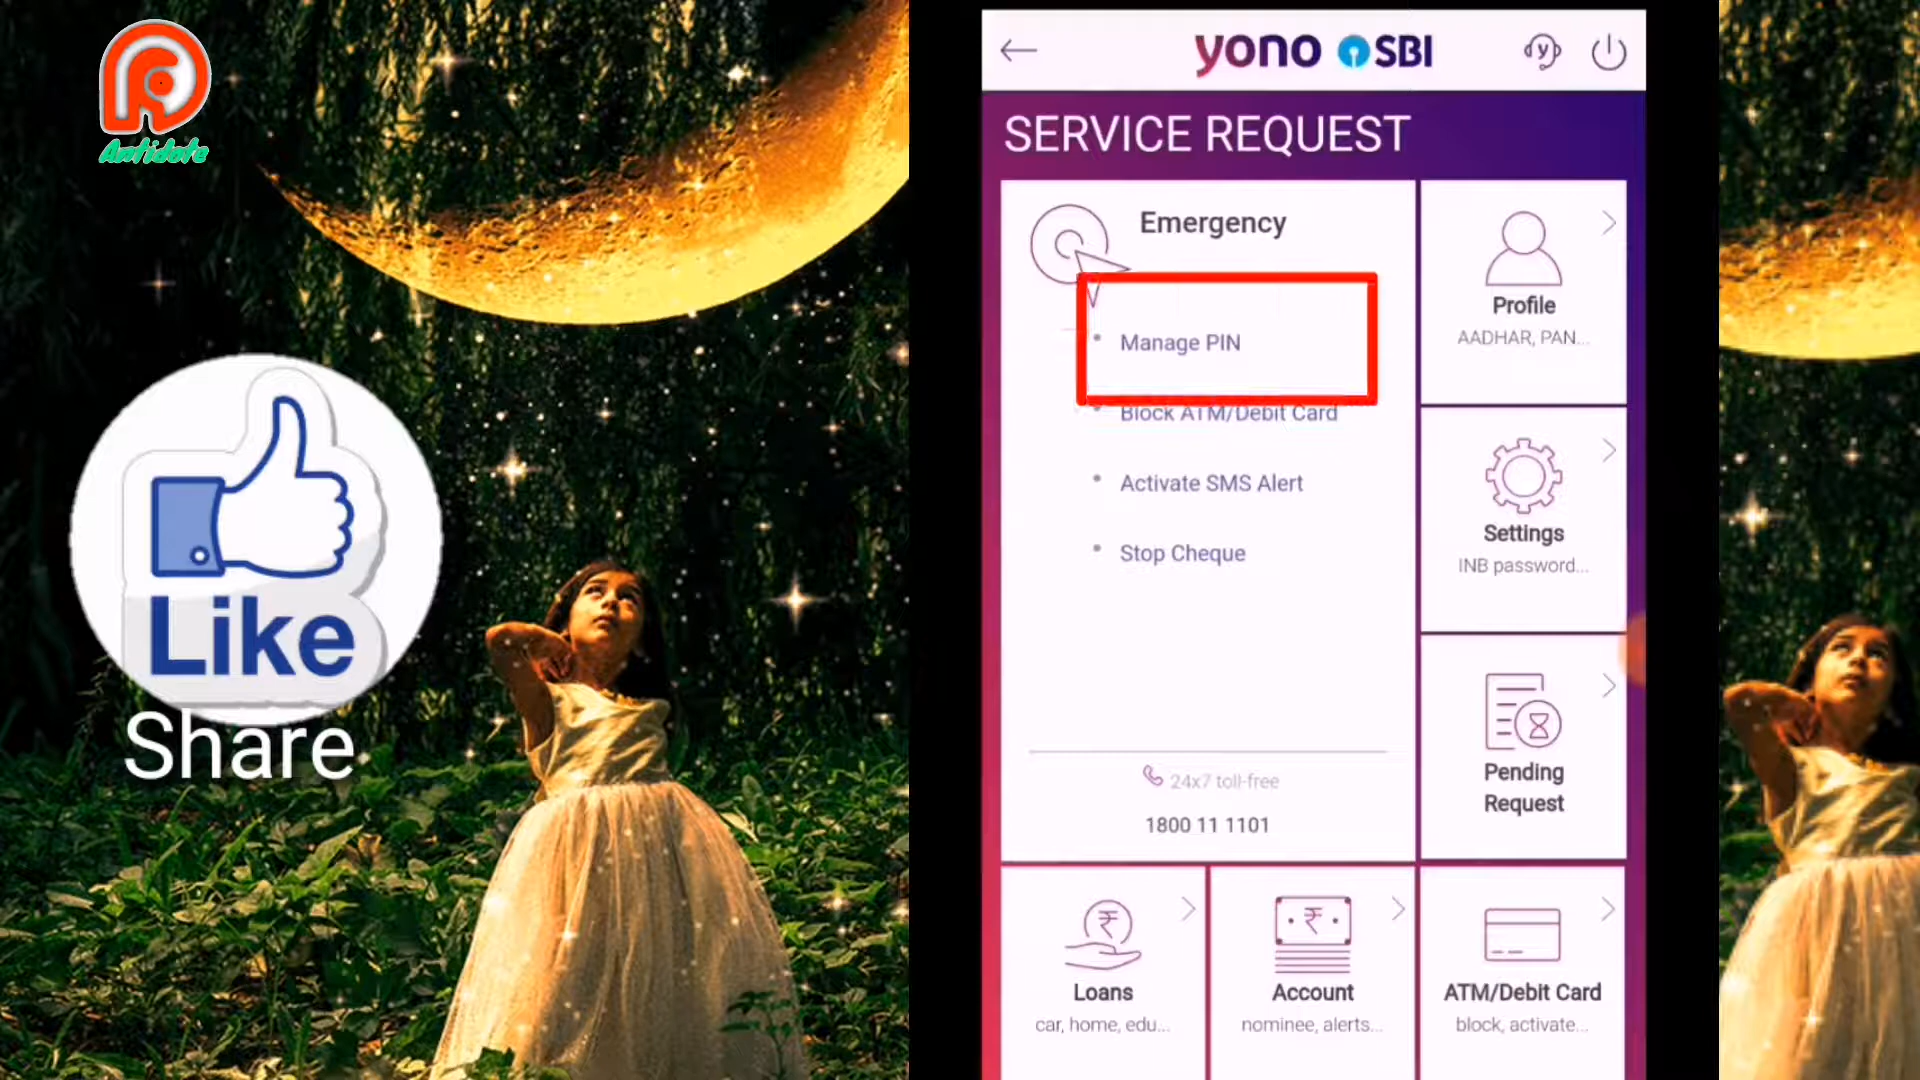 Antidote
Like
Share
yono SBI
SERVICE REQUEST
Emergency
Manage PIN
Block ATM/Debit Card
Activate SMS Alert
Stop Cheque
24x7 toll-free
1800 11 1101
Profile
AADHAR, PAN...
Settings
INB password...
Pending
Request
Loans
car, home, edu...
Account
nominee, alerts...
ATM/Debit Card
block, activate...